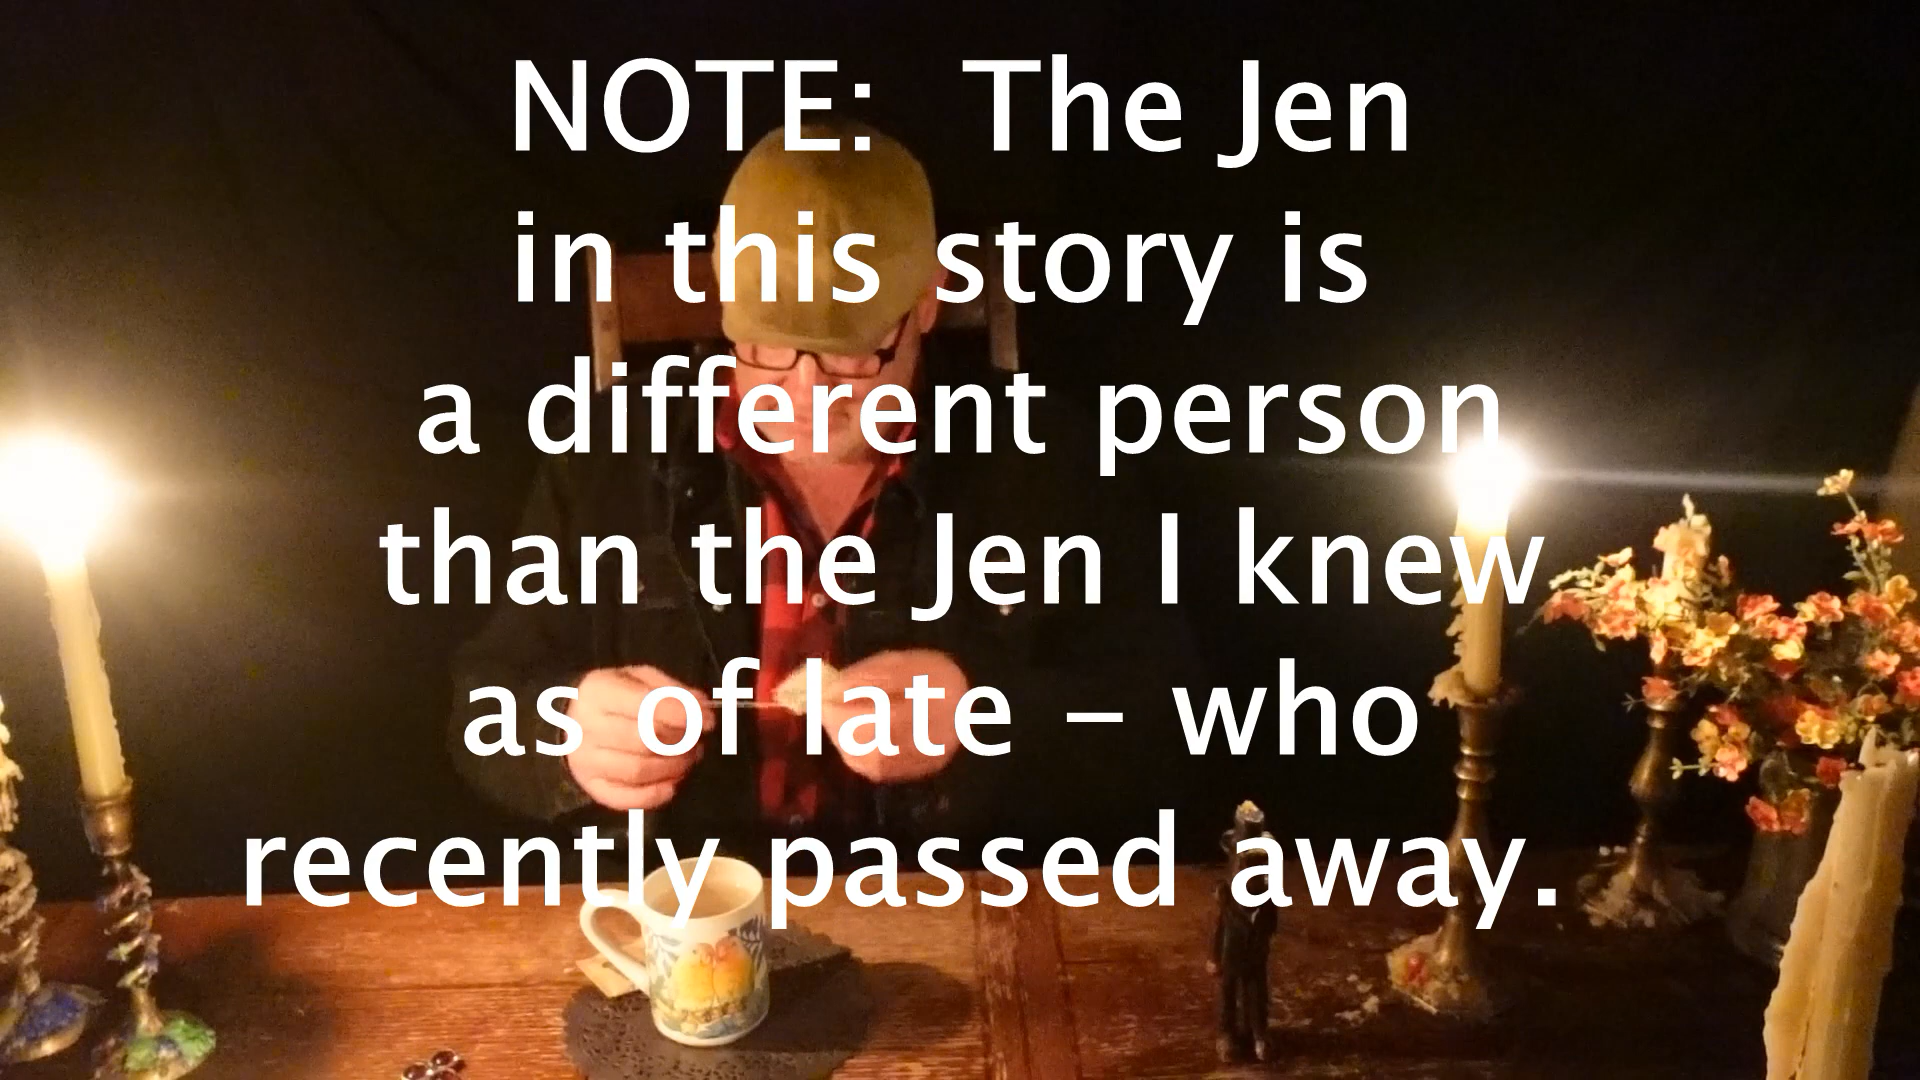 NOTE:  The Jen
in this story is
a different person
than the Jen I knew
as of late – who
recently passed away.